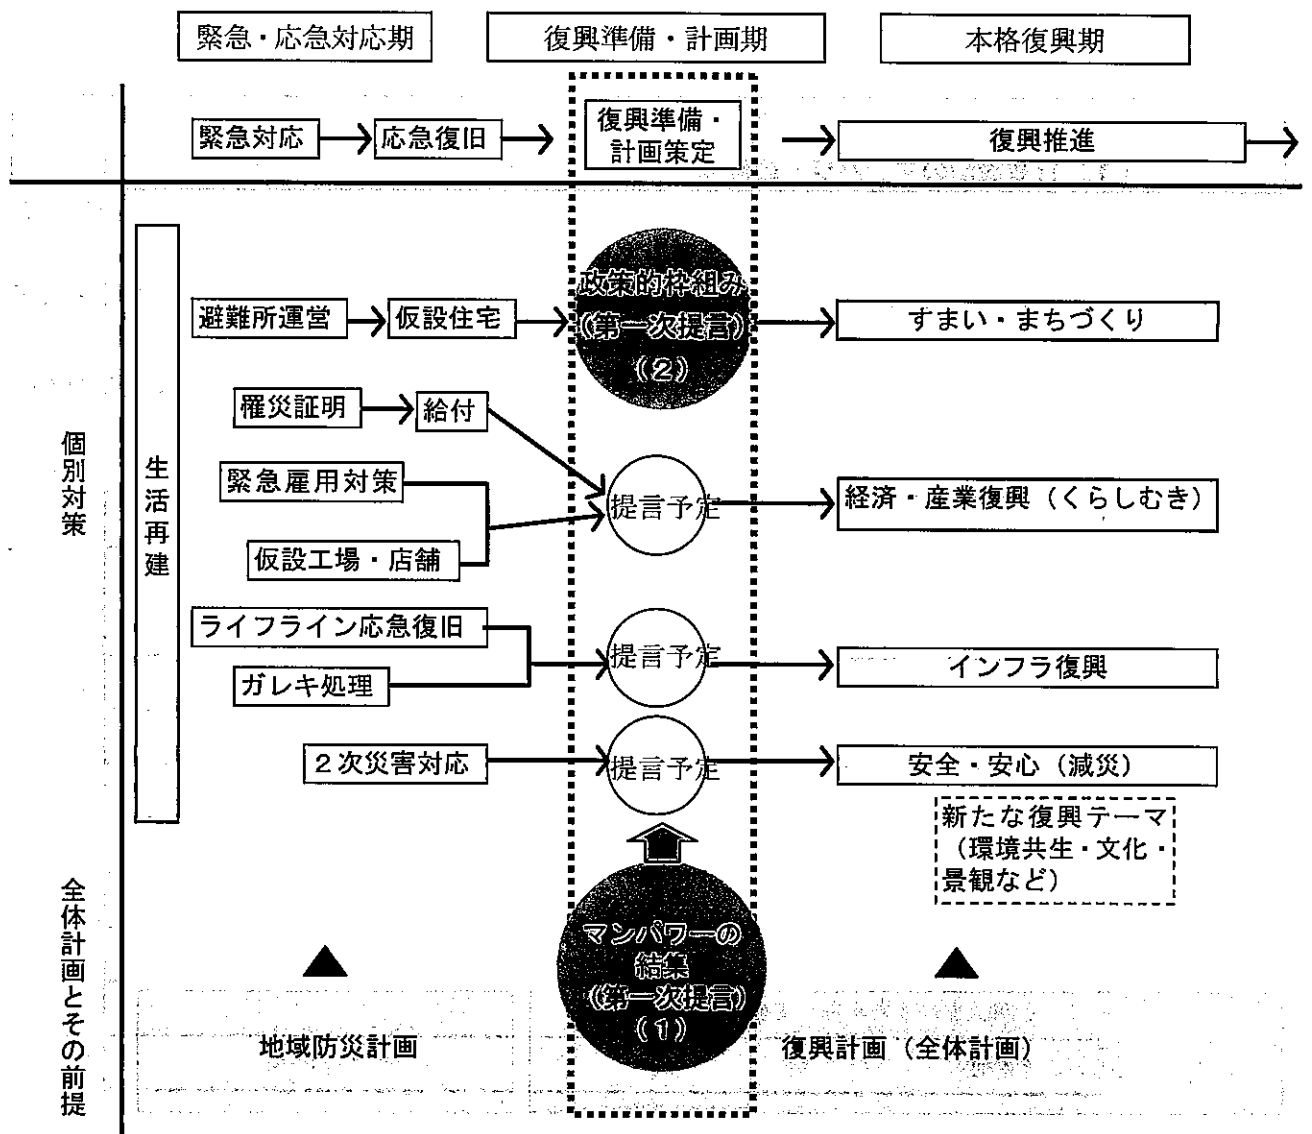 緊急・応急対応期
復興準備・計画期
本格復興期
緊急対応
応急復旧
復興準備・
計画策定
復興推進
個別対策
生活再建
避難所運営
仮設住宅
政策的枠組み
(第一次提言)
(2)
すまい・まちづくり
罹災証明
給付
緊急雇用対策
仮設工場・店舗
提言予定
経済・産業復興(くらしむき)
ライフライン応急復旧
ガレキ処理
提言予定
インフラ復興
2次災害対応
提言予定
安全・安心(減災)
新たな復興テーマ
(環境共生・文化・
景観など)
全体計画とその前提
マンパワーの
結集
(第一次提言)
(1)
地域防災計画
復興計画(全体計画)